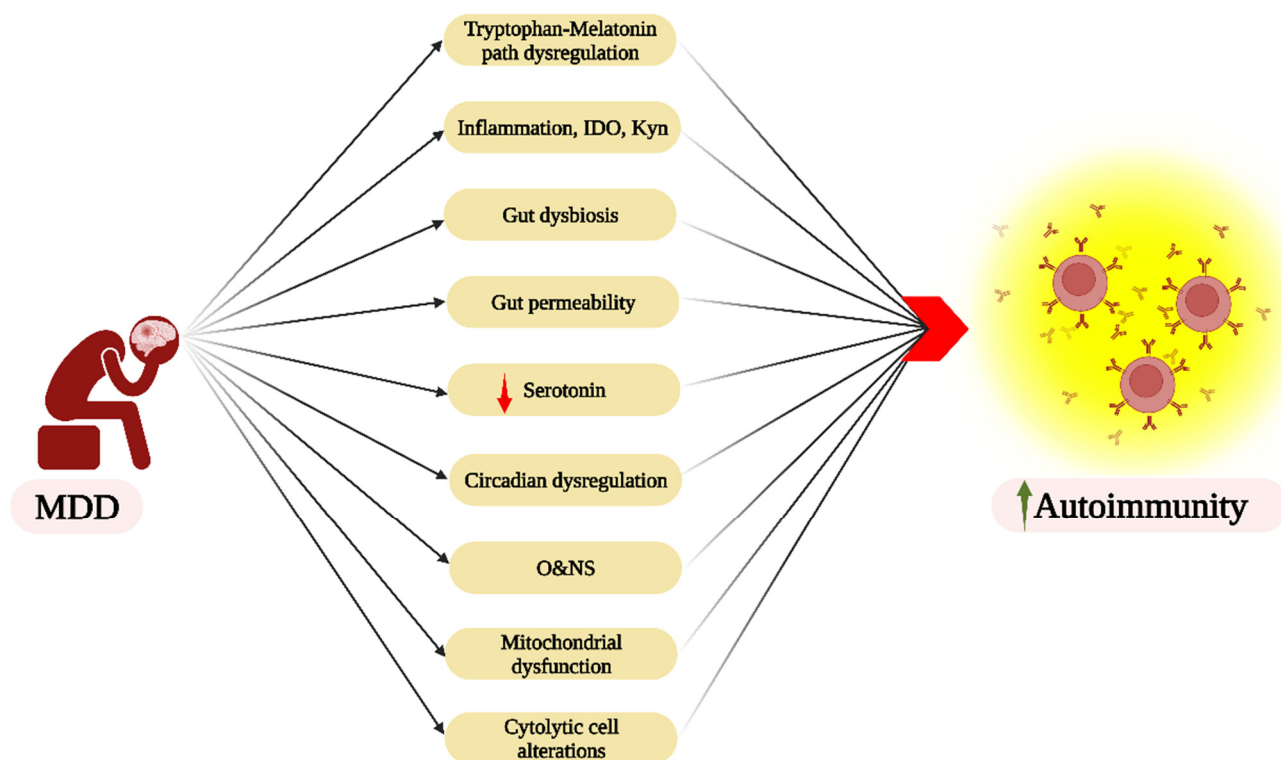 Tryptophan-Melatonin
path dysregulation
Inflammation, IDO, Kyn
Gut dysbiosis
Gut permeability
Serotonin
Circadian dysregulation
O&NS
Mitochondrial
dysfunction
Cytolytic cell
alterations
MDD
Autoimmunity